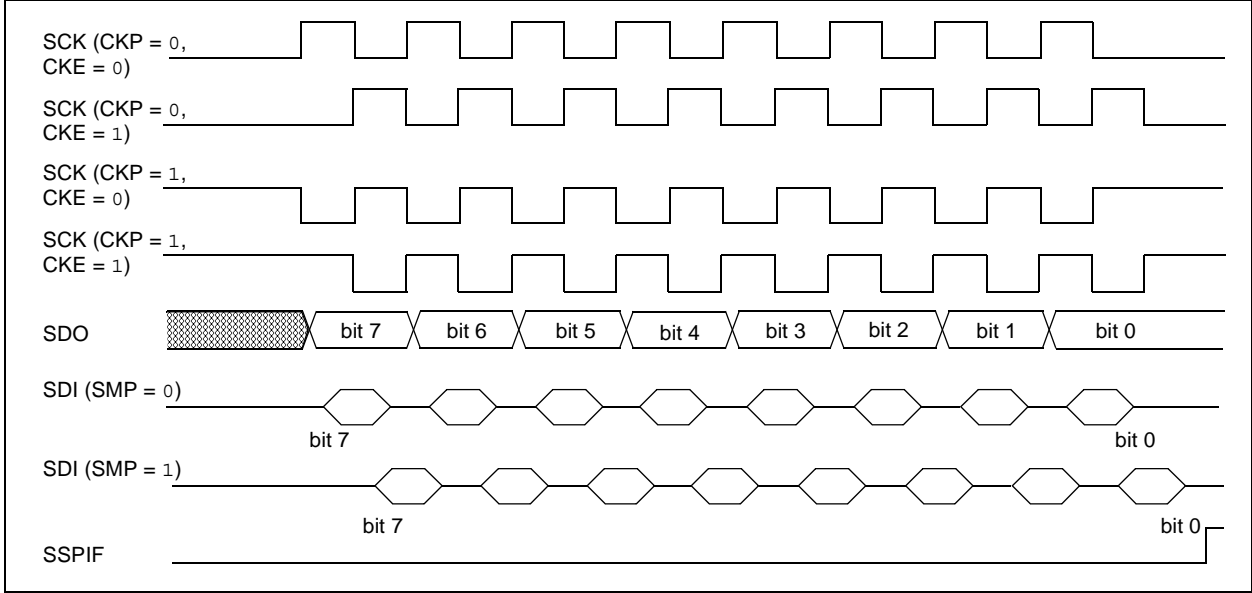 SCK (CKP = 0,
CKE = 0)
SCK (CKP = 0,
CKE = 1)
SCK (CKP = 1,
CKE = 0)
SCK (CKP = 1,
CKE = 1)
SDO bit 7 bit 6 bit 5 bit 4 bit 3 bit 2 bit 1 bit 0
SDI (SMP = 0)
bit 7 bit 0
SDI (SMP = 1)
bit 7 bit 0
SSPIF